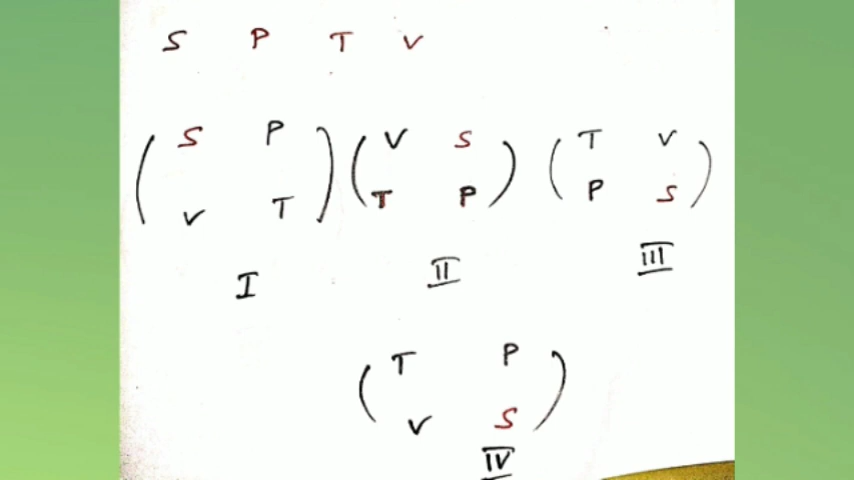 S P T V
( S P ) ( V S ) ( T V )
( V T ) ( T P ) ( P S )
I II III
( T P )
( V S )
IV